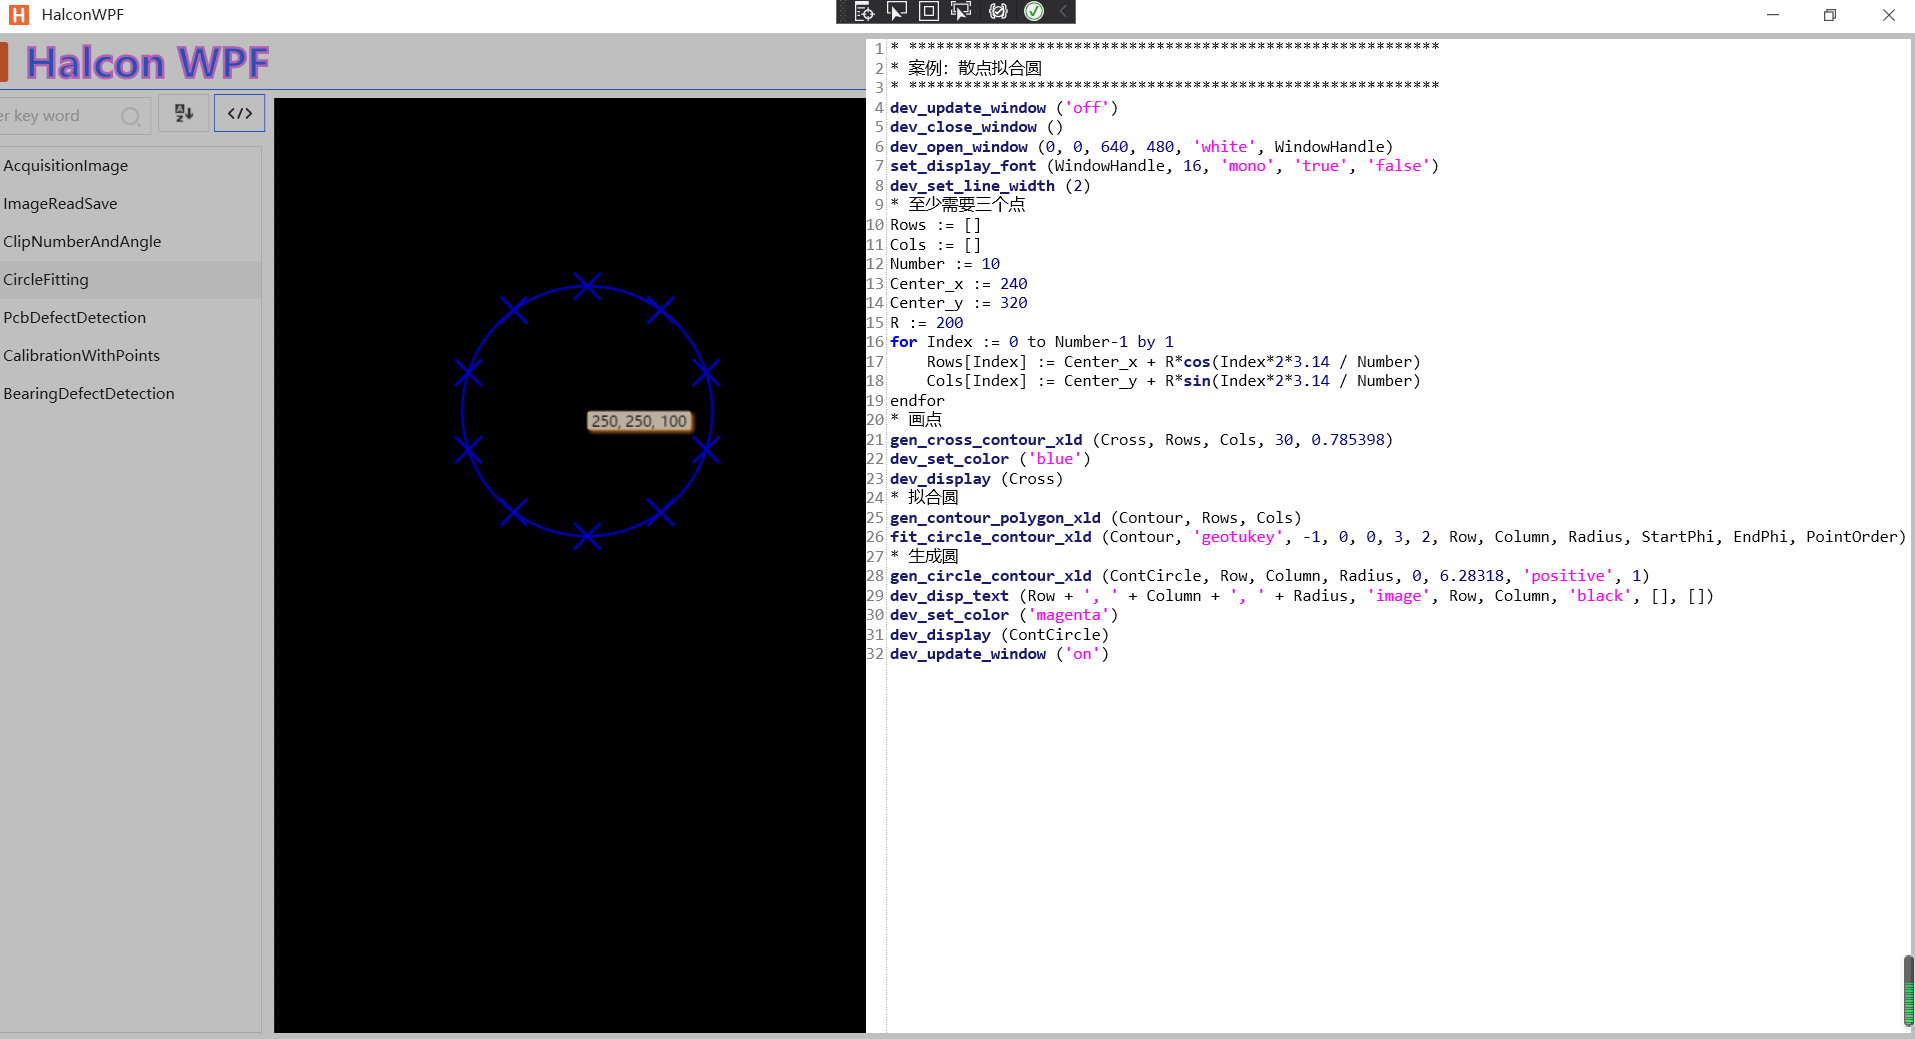 HalconWPF
Halcon WPF
er key word
AcquisitionImage
ImageReadSave
ClipNumberAndAngle
CircleFitting
PcbDefectDetection
CalibrationWithPoints
BearingDefectDetection
250, 250, 100
1 * **********************************************************
2 * 案例：散点拟合圆
3 * **********************************************************
4 dev_update_window ('off')
5 dev_close_window ()
6 dev_open_window (0, 0, 640, 480, 'white', WindowHandle)
7 set_display_font (WindowHandle, 16, 'mono', 'true', 'false')
8 dev_set_line_width (2)
9 * 至少需要三个点
10 Rows := []
11 Cols := []
12 Number := 10
13 Center_x := 240
14 Center_y := 320
15 R := 200
16 for Index := 0 to Number-1 by 1
17     Rows[Index] := Center_x + R*cos(Index*2*3.14 / Number)
18     Cols[Index] := Center_y + R*sin(Index*2*3.14 / Number)
19 endfor
20 * 画点
21 gen_cross_contour_xld (Cross, Rows, Cols, 30, 0.785398)
22 dev_set_color ('blue')
23 dev_display (Cross)
24 * 拟合圆
25 gen_contour_polygon_xld (Contour, Rows, Cols)
26 fit_circle_contour_xld (Contour, 'geotukey', -1, 0, 0, 3, 2, Row, Column, Radius, StartPhi, EndPhi, PointOrder)
27 * 生成圆
28 gen_circle_contour_xld (ContCircle, Row, Column, Radius, 0, 6.28318, 'positive', 1)
29 dev_disp_text (Row + ', ' + Column + ', ' + Radius, 'image', Row, Column, 'black', [], [])
30 dev_set_color ('magenta')
31 dev_display (ContCircle)
32 dev_update_window ('on')